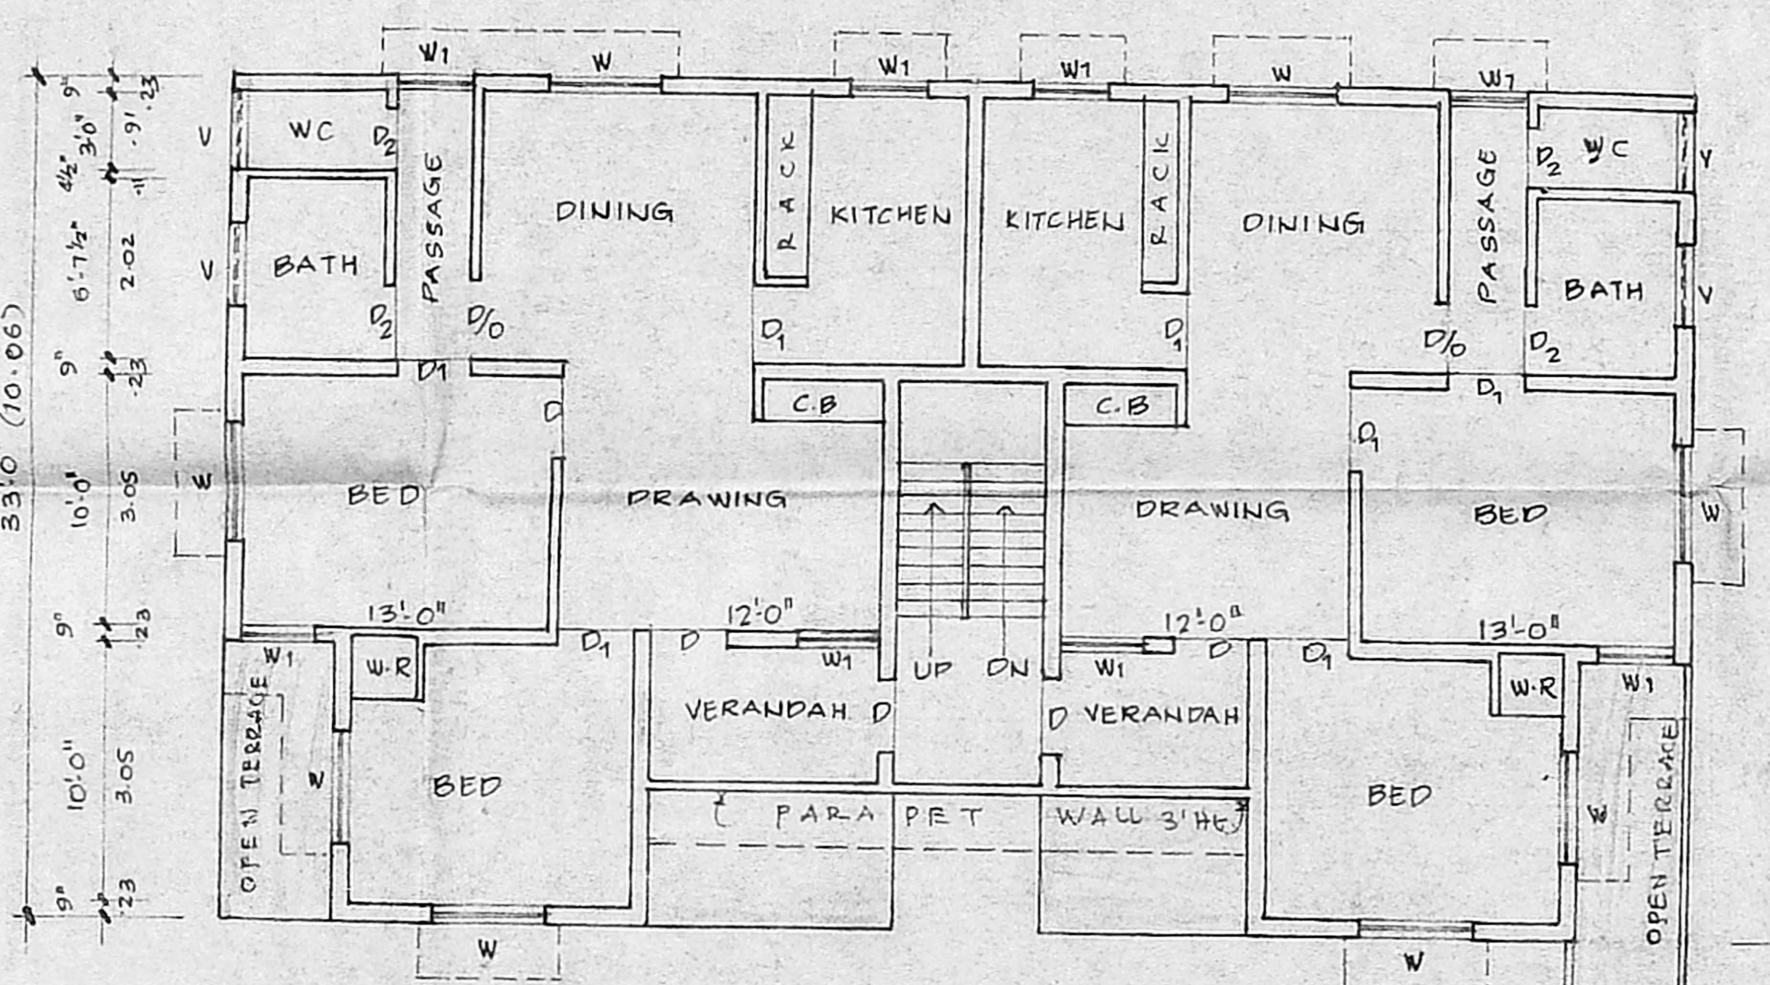 W1 W W1 W1 W W1
9" .23
V WC D2 RACK RACK D2 WC V
3'0" .91
4½" .11
PASSAGE DINING KITCHEN KITCHEN DINING PASSAGE
6'-7½" 2.02
V BATH BATH V
D2 D/O D1 D1 D/O D2
9" .23
D1 D1
D C.B C.B D1
33'.0 (10.06)
10'.0" 3.05
W BED DRAWING DRAWING BED W
13'.0" 12'.0" 12'.0" 13'-0"
9" .23
W1 W.R D1 D W1 UP DN W1 D D1 W.R W1
VERANDAH D D VERANDAH
OPEN TERRACE W BED BED W OPEN TERRACE
10'.0" 3.05
PARAPET WALL 3'Ht
9" .23
W W